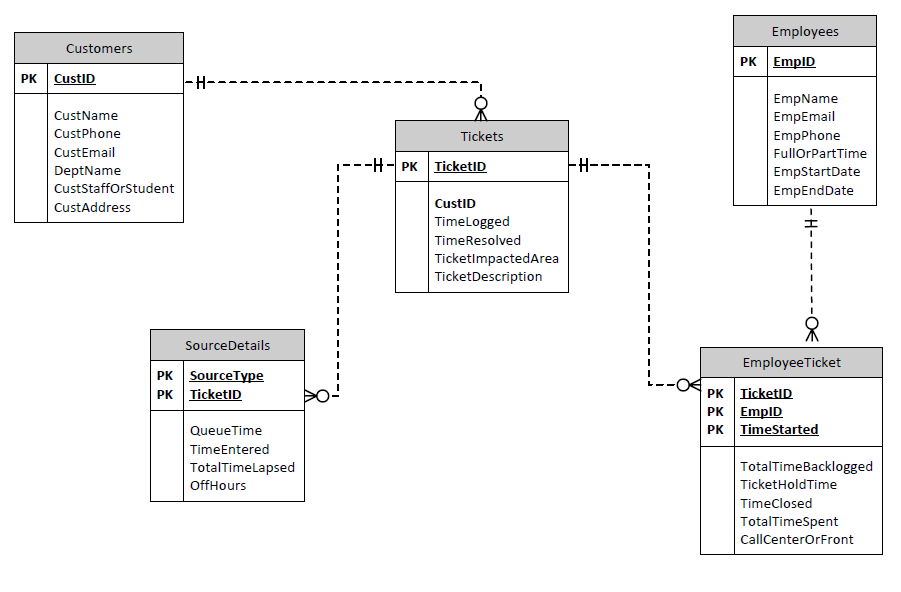 Customers
PK CustID
CustName
CustPhone
CustEmail
DeptName
CustStaffOrStudent
CustAddress
Employees
PK EmpID
EmpName
EmpEmail
EmpPhone
FullOrPartTime
EmpStartDate
EmpEndDate
Tickets
PK TicketID
CustID
TimeLogged
TimeResolved
TicketImpactedArea
TicketDescription
SourceDetails
PK SourceType
PK TicketID
QueueTime
TimeEntered
TotalTimeLapsed
OffHours
EmployeeTicket
PK TicketID
PK EmpID
PK TimeStarted
TotalTimeBacklogged
TicketHoldTime
TimeClosed
TotalTimeSpent
CallCenterOrFront